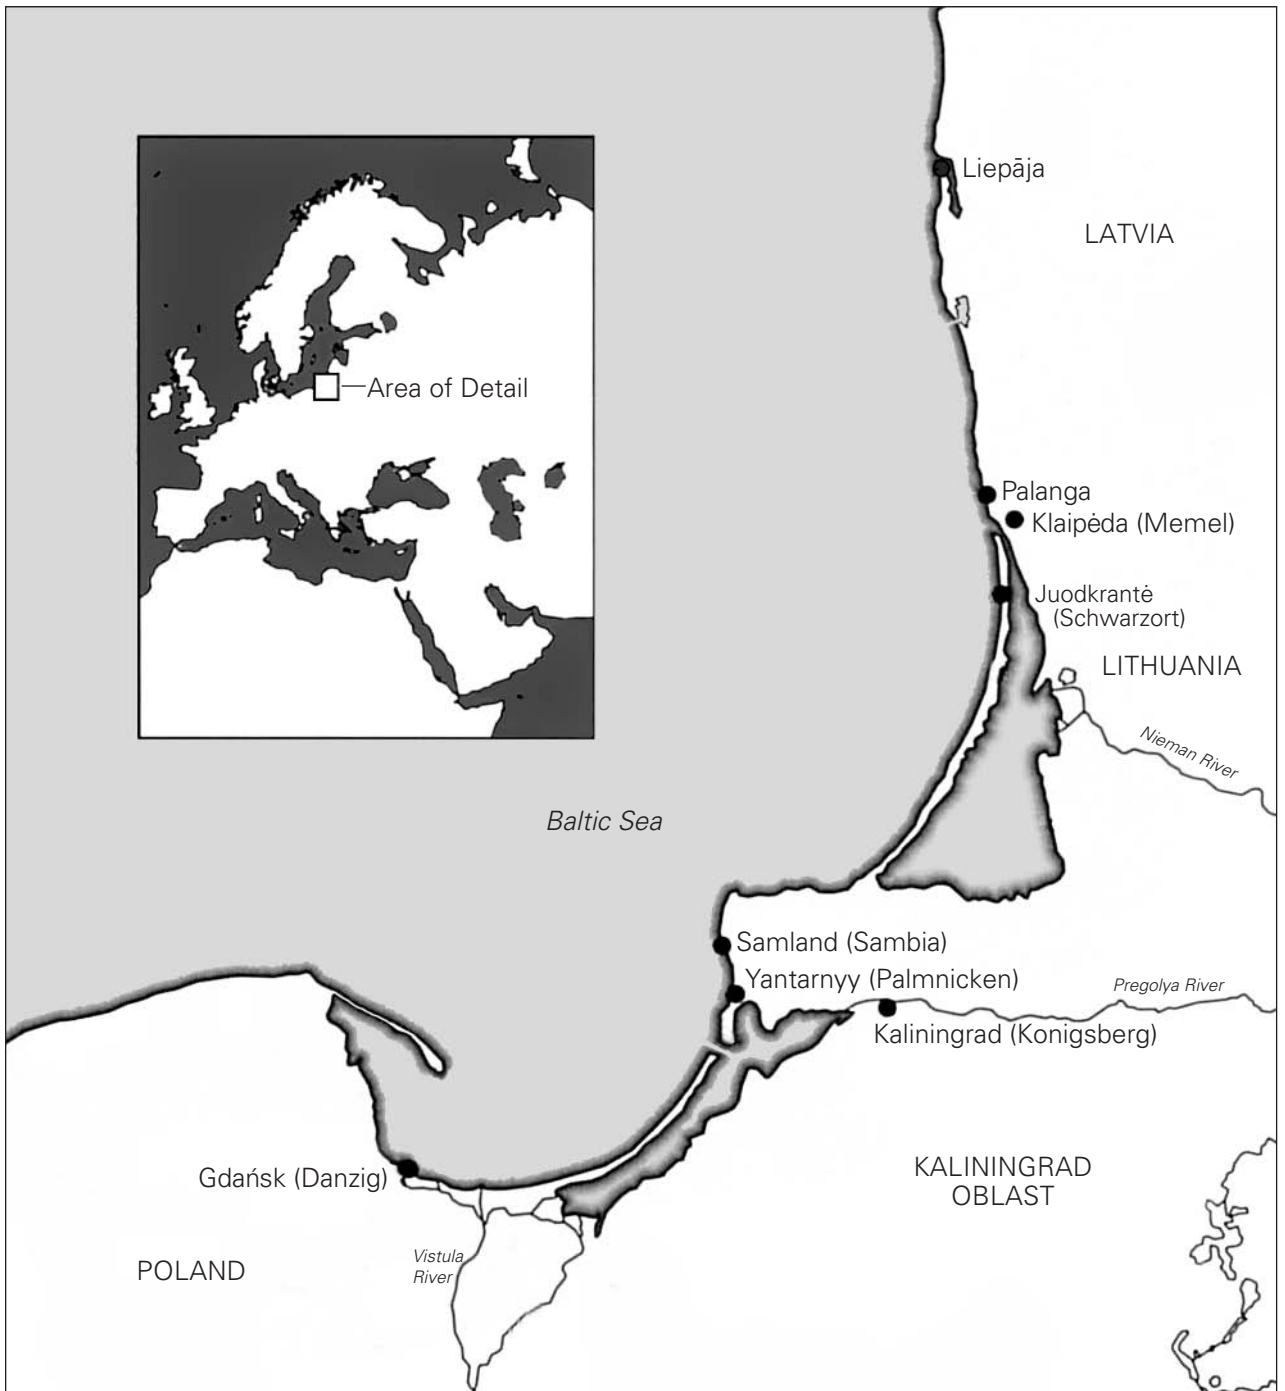 Liepāja
LATVIA
Area of Detail
Palanga
Klaipėda (Memel)
Juodkrantė
(Schwarzort)
LITHUANIA
Nieman River
Baltic Sea
Samland (Sambia)
Yantarnyy (Palmnicken)
Pregolya River
Kaliningrad (Konigsberg)
Gdańsk (Danzig)
KALININGRAD
OBLAST
Vistula
River
POLAND